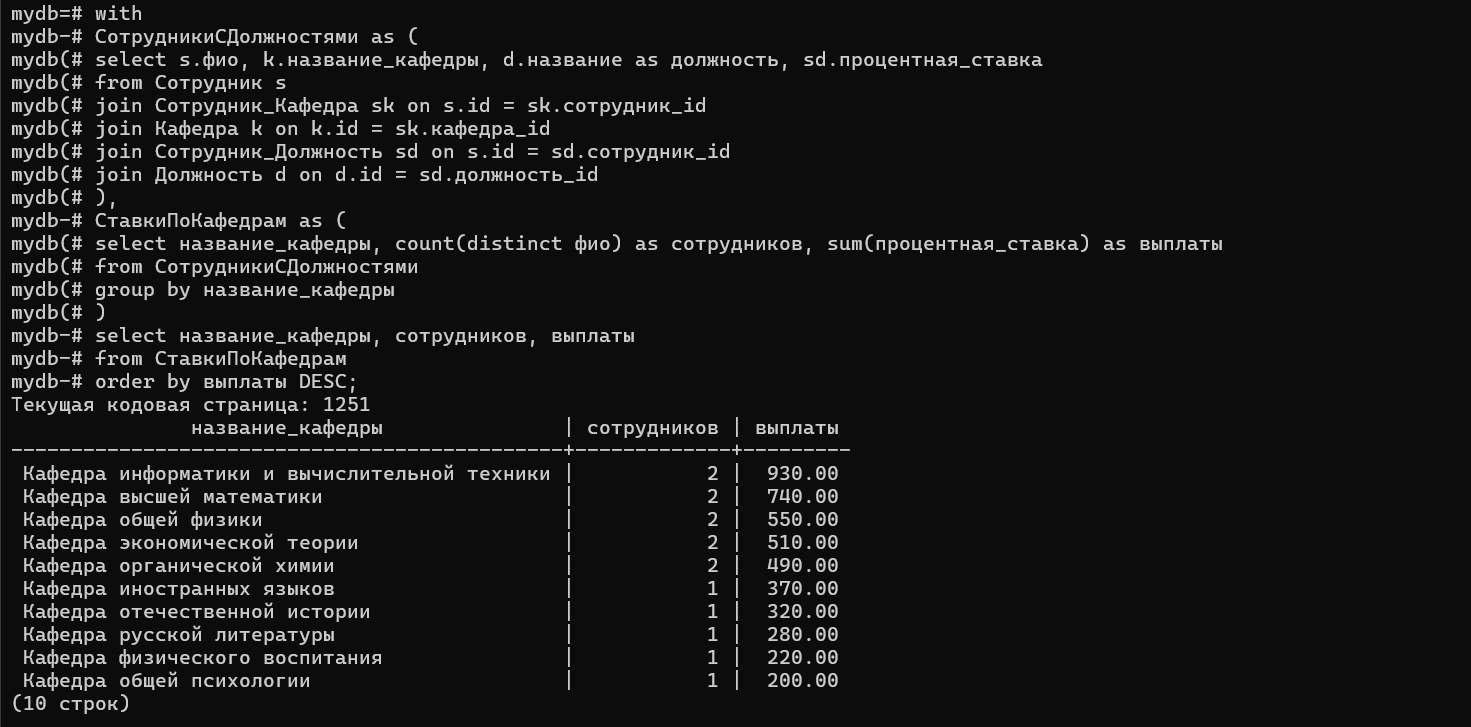 mydb=# with
mydb-# СотрудникиСДолжностями as (
mydb(# select s.фио, k.название_кафедры, d.название as должность, sd.процентная_ставка
mydb(# from Сотрудник s
mydb(# join Сотрудник_Кафедра sk on s.id = sk.сотрудник_id
mydb(# join Кафедра k on k.id = sk.кафедра_id
mydb(# join Сотрудник_Должность sd on s.id = sd.сотрудник_id
mydb(# join Должность d on d.id = sd.должность_id
mydb(# ),
mydb-# СтавкиПоКафедрам as (
mydb(# select название_кафедры, count(distinct фио) as сотрудников, sum(процентная_ставка) as выплаты
mydb(# from СотрудникиСДолжностями
mydb(# group by название_кафедры
mydb(# )
mydb-# select название_кафедры, сотрудников, выплаты
mydb-# from СтавкиПоКафедрам
mydb-# order by выплаты DESC;
Текущая кодовая страница: 1251
               название_кафедры               | сотрудников | выплаты
----------------------------------------------+-------------+---------
 Кафедра информатики и вычислительной техники |           2 |  930.00
 Кафедра высшей математики                    |           2 |  740.00
 Кафедра общей физики                         |           2 |  550.00
 Кафедра экономической теории                 |           2 |  510.00
 Кафедра органической химии                   |           2 |  490.00
 Кафедра иностранных языков                   |           1 |  370.00
 Кафедра отечественной истории                |           1 |  320.00
 Кафедра русской литературы                   |           1 |  280.00
 Кафедра физического воспитания               |           1 |  220.00
 Кафедра общей психологии                     |           1 |  200.00
(10 строк)